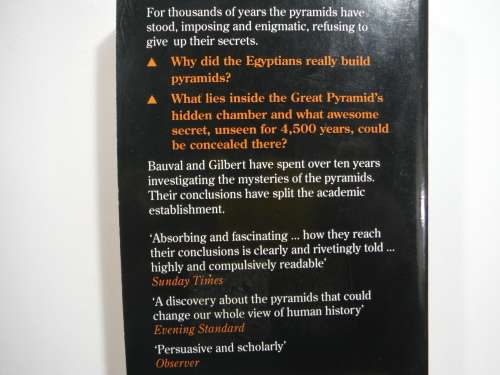 For thousands of years the pyramids have
stood, imposing and enigmatic, refusing to
give up their secrets.
▲ Why did the Egyptians really build
pyramids?
▲ What lies inside the Great Pyramid's
hidden chamber and what awesome
secret, unseen for 4,500 years, could
be concealed there?
Bauval and Gilbert have spent over ten years
investigating the mysteries of the pyramids.
Their conclusions have split the academic
establishment.
'Absorbing and fascinating ... how they reach
their conclusions is clearly and rivetingly told ...
highly and compulsively readable'
Sunday Times
'A discovery about the pyramids that could
change our whole view of human history'
Evening Standard
'Persuasive and scholarly'
Observer